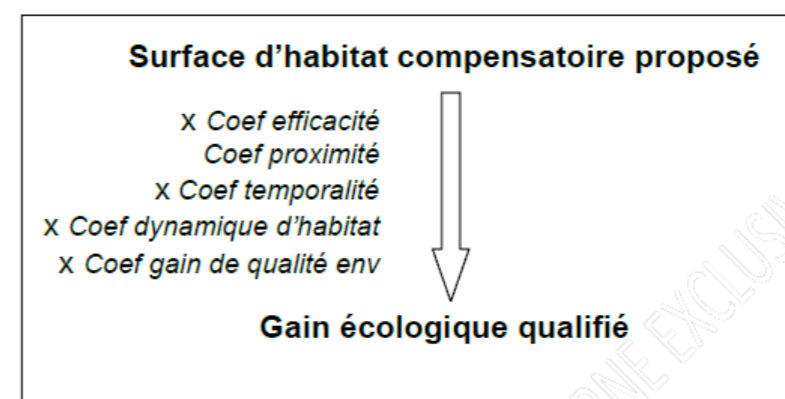 Surface d'habitat compensatoire proposé
x Coef efficacité
Coef proximité
x Coef temporalité
x Coef dynamique d'habitat
x Coef gain de qualité env
Gain écologique qualifié